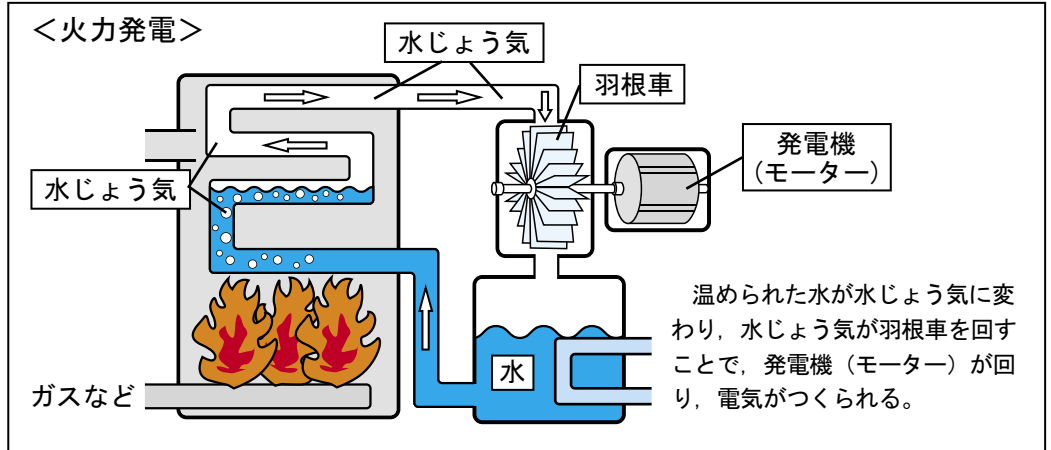 ＜火力発電＞
水じょう気
羽根車
発電機
（モーター）
水じょう気
温められた水が水じょう気に変
わり，水じょう気が羽根車を回す
ことで，発電機（モーター）が回
り，電気がつくられる。
水
ガスなど